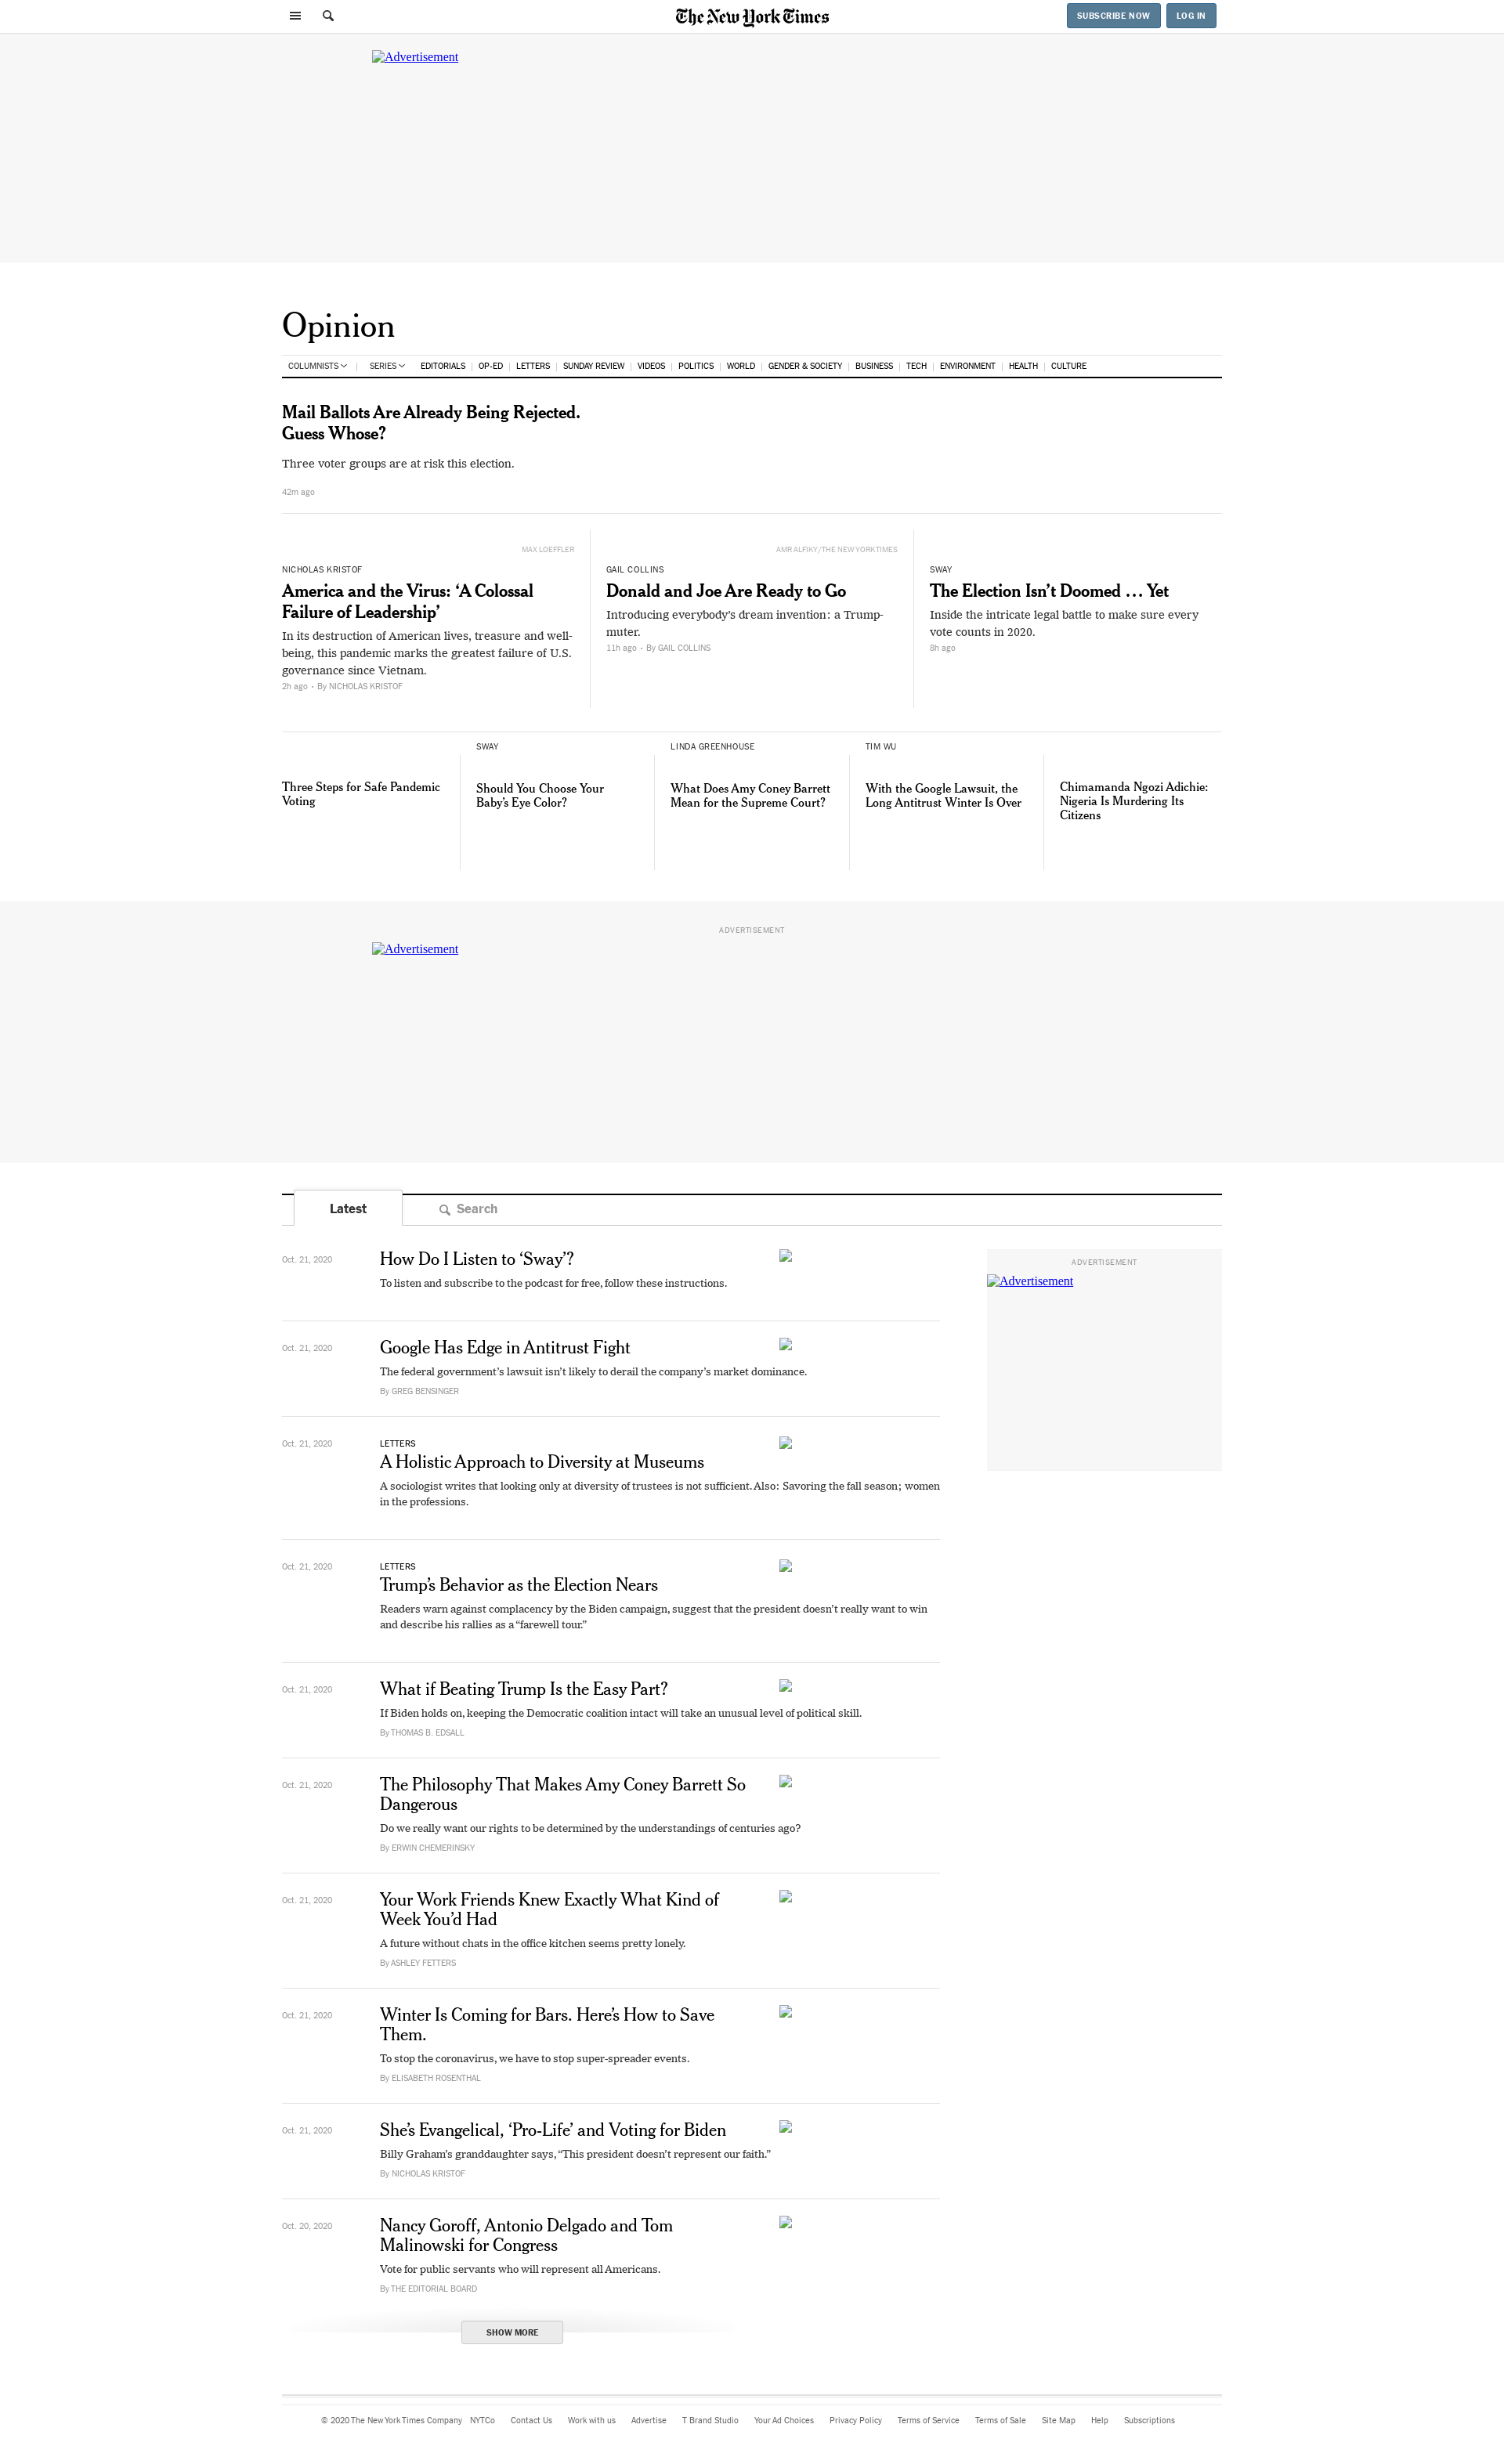 The New York Times
SUBSCRIBE NOW
LOG IN
Advertisement
Opinion
COLUMNISTS
SERIES
EDITORIALS
OP-ED
LETTERS
SUNDAY REVIEW
VIDEOS
POLITICS
WORLD
GENDER & SOCIETY
BUSINESS
TECH
ENVIRONMENT
HEALTH
CULTURE
Mail Ballots Are Already Being Rejected.
Guess Whose?
Three voter groups are at risk this election.
42m ago
MAX LOEFFLER
NICHOLAS KRISTOF
America and the Virus: ‘A Colossal
Failure of Leadership’
In its destruction of American lives, treasure and well-
being, this pandemic marks the greatest failure of U.S.
governance since Vietnam.
2h ago · By NICHOLAS KRISTOF
AMR ALFIKY/THE NEW YORK TIMES
GAIL COLLINS
Donald and Joe Are Ready to Go
Introducing everybody’s dream invention: a Trump-
muter.
11h ago · By GAIL COLLINS
SWAY
The Election Isn’t Doomed … Yet
Inside the intricate legal battle to make sure every
vote counts in 2020.
8h ago
Three Steps for Safe Pandemic
Voting
SWAY
Should You Choose Your
Baby’s Eye Color?
LINDA GREENHOUSE
What Does Amy Coney Barrett
Mean for the Supreme Court?
TIM WU
With the Google Lawsuit, the
Long Antitrust Winter Is Over
Chimamanda Ngozi Adichie:
Nigeria Is Murdering Its
Citizens
ADVERTISEMENT
Advertisement
Latest
Search
Oct. 21, 2020
How Do I Listen to ‘Sway’?
To listen and subscribe to the podcast for free, follow these instructions.
ADVERTISEMENT
Advertisement
Oct. 21, 2020
Google Has Edge in Antitrust Fight
The federal government’s lawsuit isn’t likely to derail the company’s market dominance.
By GREG BENSINGER
Oct. 21, 2020
LETTERS
A Holistic Approach to Diversity at Museums
A sociologist writes that looking only at diversity of trustees is not sufficient. Also: Savoring the fall season; women
in the professions.
Oct. 21, 2020
LETTERS
Trump’s Behavior as the Election Nears
Readers warn against complacency by the Biden campaign, suggest that the president doesn’t really want to win
and describe his rallies as a “farewell tour.”
Oct. 21, 2020
What if Beating Trump Is the Easy Part?
If Biden holds on, keeping the Democratic coalition intact will take an unusual level of political skill.
By THOMAS B. EDSALL
Oct. 21, 2020
The Philosophy That Makes Amy Coney Barrett So
Dangerous
Do we really want our rights to be determined by the understandings of centuries ago?
By ERWIN CHEMERINSKY
Oct. 21, 2020
Your Work Friends Knew Exactly What Kind of
Week You’d Had
A future without chats in the office kitchen seems pretty lonely.
By ASHLEY FETTERS
Oct. 21, 2020
Winter Is Coming for Bars. Here’s How to Save
Them.
To stop the coronavirus, we have to stop super-spreader events.
By ELISABETH ROSENTHAL
Oct. 21, 2020
She’s Evangelical, ‘Pro-Life’ and Voting for Biden
Billy Graham’s granddaughter says, “This president doesn’t represent our faith.”
By NICHOLAS KRISTOF
Oct. 20, 2020
Nancy Goroff, Antonio Delgado and Tom
Malinowski for Congress
Vote for public servants who will represent all Americans.
By THE EDITORIAL BOARD
SHOW MORE
© 2020 The New York Times Company
NYTCo
Contact Us
Work with us
Advertise
T Brand Studio
Your Ad Choices
Privacy Policy
Terms of Service
Terms of Sale
Site Map
Help
Subscriptions